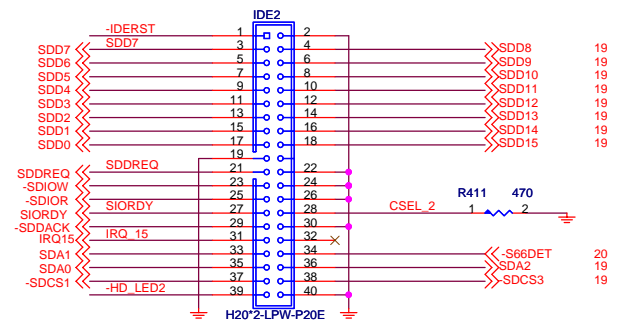 IDE2
-IDERST 1 2
SDD7 SDD7 3 4 SDD8 19
SDD6 5 6 SDD9 19
SDD5 7 8 SDD10 19
SDD4 9 10 SDD11 19
SDD3 11 12 SDD12 19
SDD2 13 14 SDD13 19
SDD1 15 16 SDD14 19
SDD0 17 18 SDD15 19
19
SDDREQ SDDREQ 21 22
-SDIOW 23 24
-SDIOR 25 26
SIORDY SIORDY 27 28 CSEL_2 R411 470 1 2
-SDDACK 29 30
IRQ15 IRQ_15 31 32
SDA1 33 34 -S66DET 20
SDA0 35 36 SDA2 19
-SDCS1 37 38 -SDCS3 19
-HD_LED2 39 40
H20*2-LPW-P20E